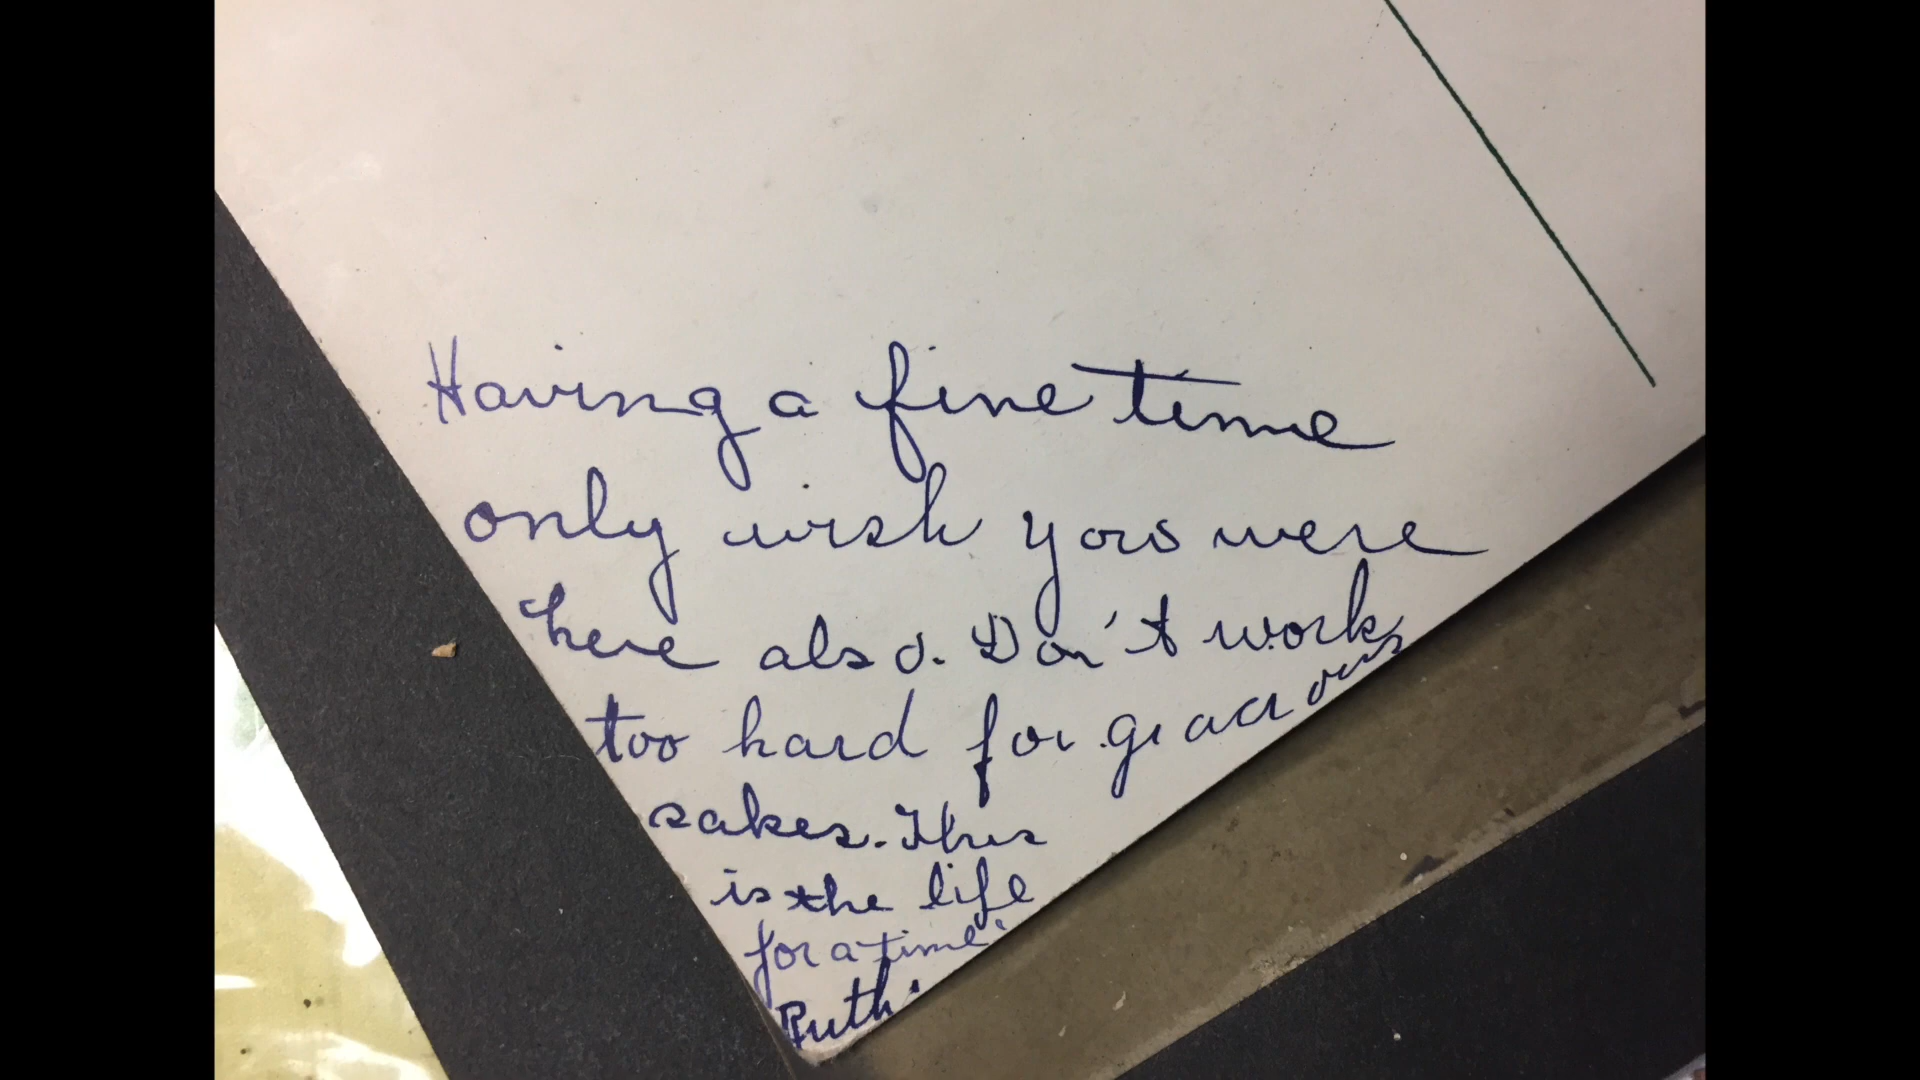 Having a fine time
only wish you were
here also. Don't work
too hard for gracious
sakes. This
is the life
for a time.
Ruth.